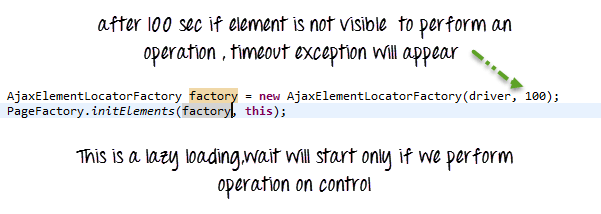 after 100 sec if element is not visible to perform an
operation , timeout exception will appear
AjaxElementLocatorFactory factory = new AjaxElementLocatorFactory(driver, 100);
PageFactory.initElements(factory, this);
This is a lazy loading,wait will start only if we perform
operation on control